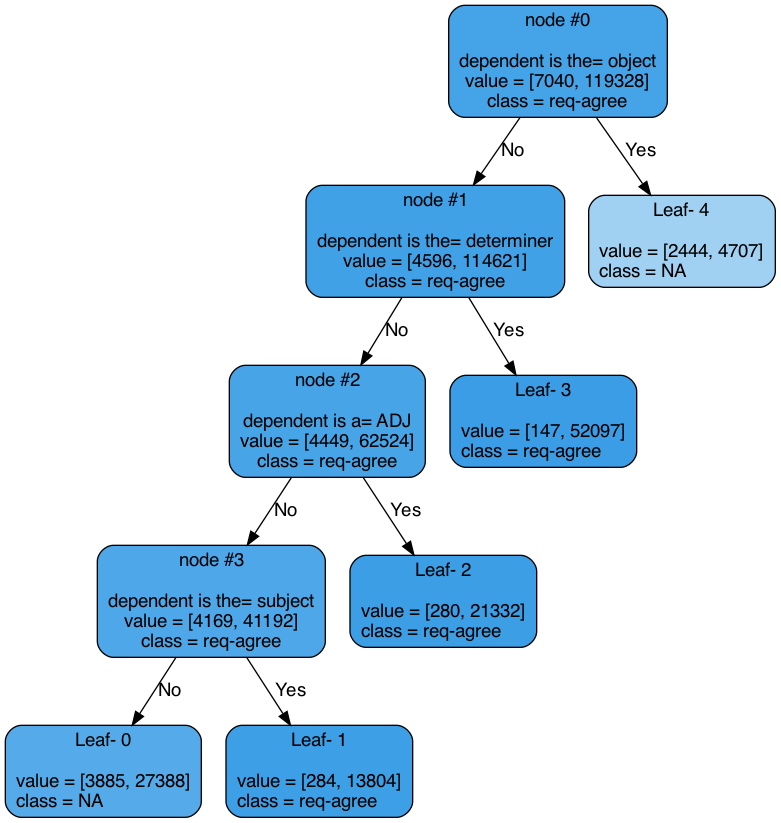 node #0
dependent is the= object
value = [7040, 119328]
class = req-agree
No
Yes
node #1
dependent is the= determiner
value = [4596, 114621]
class = req-agree
Leaf- 4
value = [2444, 4707]
class = NA
No
Yes
node #2
dependent is a= ADJ
value = [4449, 62524]
class = req-agree
Leaf- 3
value = [147, 52097]
class = req-agree
No
Yes
node #3
dependent is the= subject
value = [4169, 41192]
class = req-agree
Leaf- 2
value = [280, 21332]
class = req-agree
No
Yes
Leaf- 0
value = [3885, 27388]
class = NA
Leaf- 1
value = [284, 13804]
class = req-agree